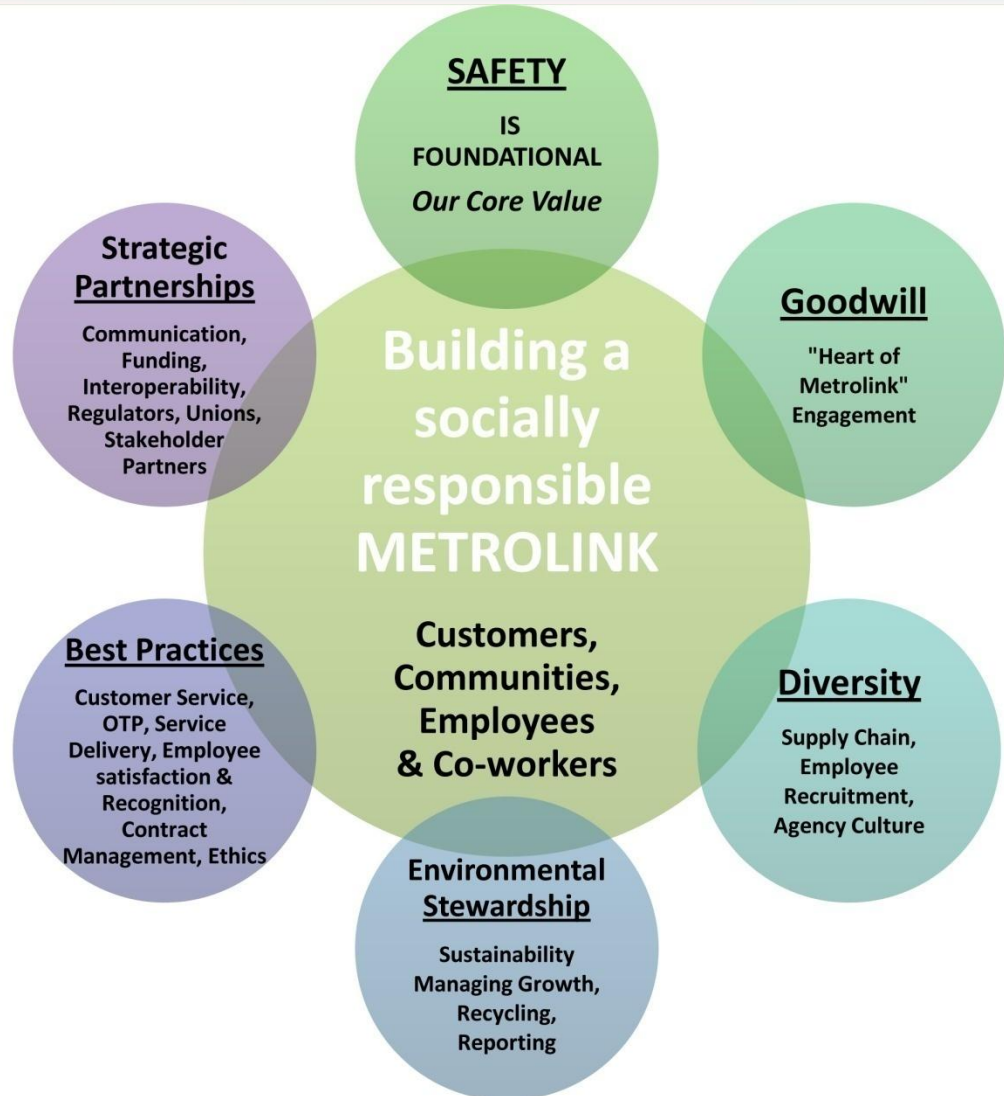 SAFETY
IS
FOUNDATIONAL
Our Core Value
Goodwill
"Heart of
Metrolink"
Engagement
Diversity
Supply Chain,
Employee
Recruitment,
Agency Culture
Environmental
Stewardship
Sustainability
Managing Growth,
Recycling,
Reporting
Best Practices
Customer Service,
OTP, Service
Delivery, Employee
satisfaction &
Recognition,
Contract
Management, Ethics
Strategic
Partnerships
Communication,
Funding,
Interoperability,
Regulators, Unions,
Stakeholder
Partners
Building a
socially
responsible
METROLINK
Customers,
Communities,
Employees
& Co-workers